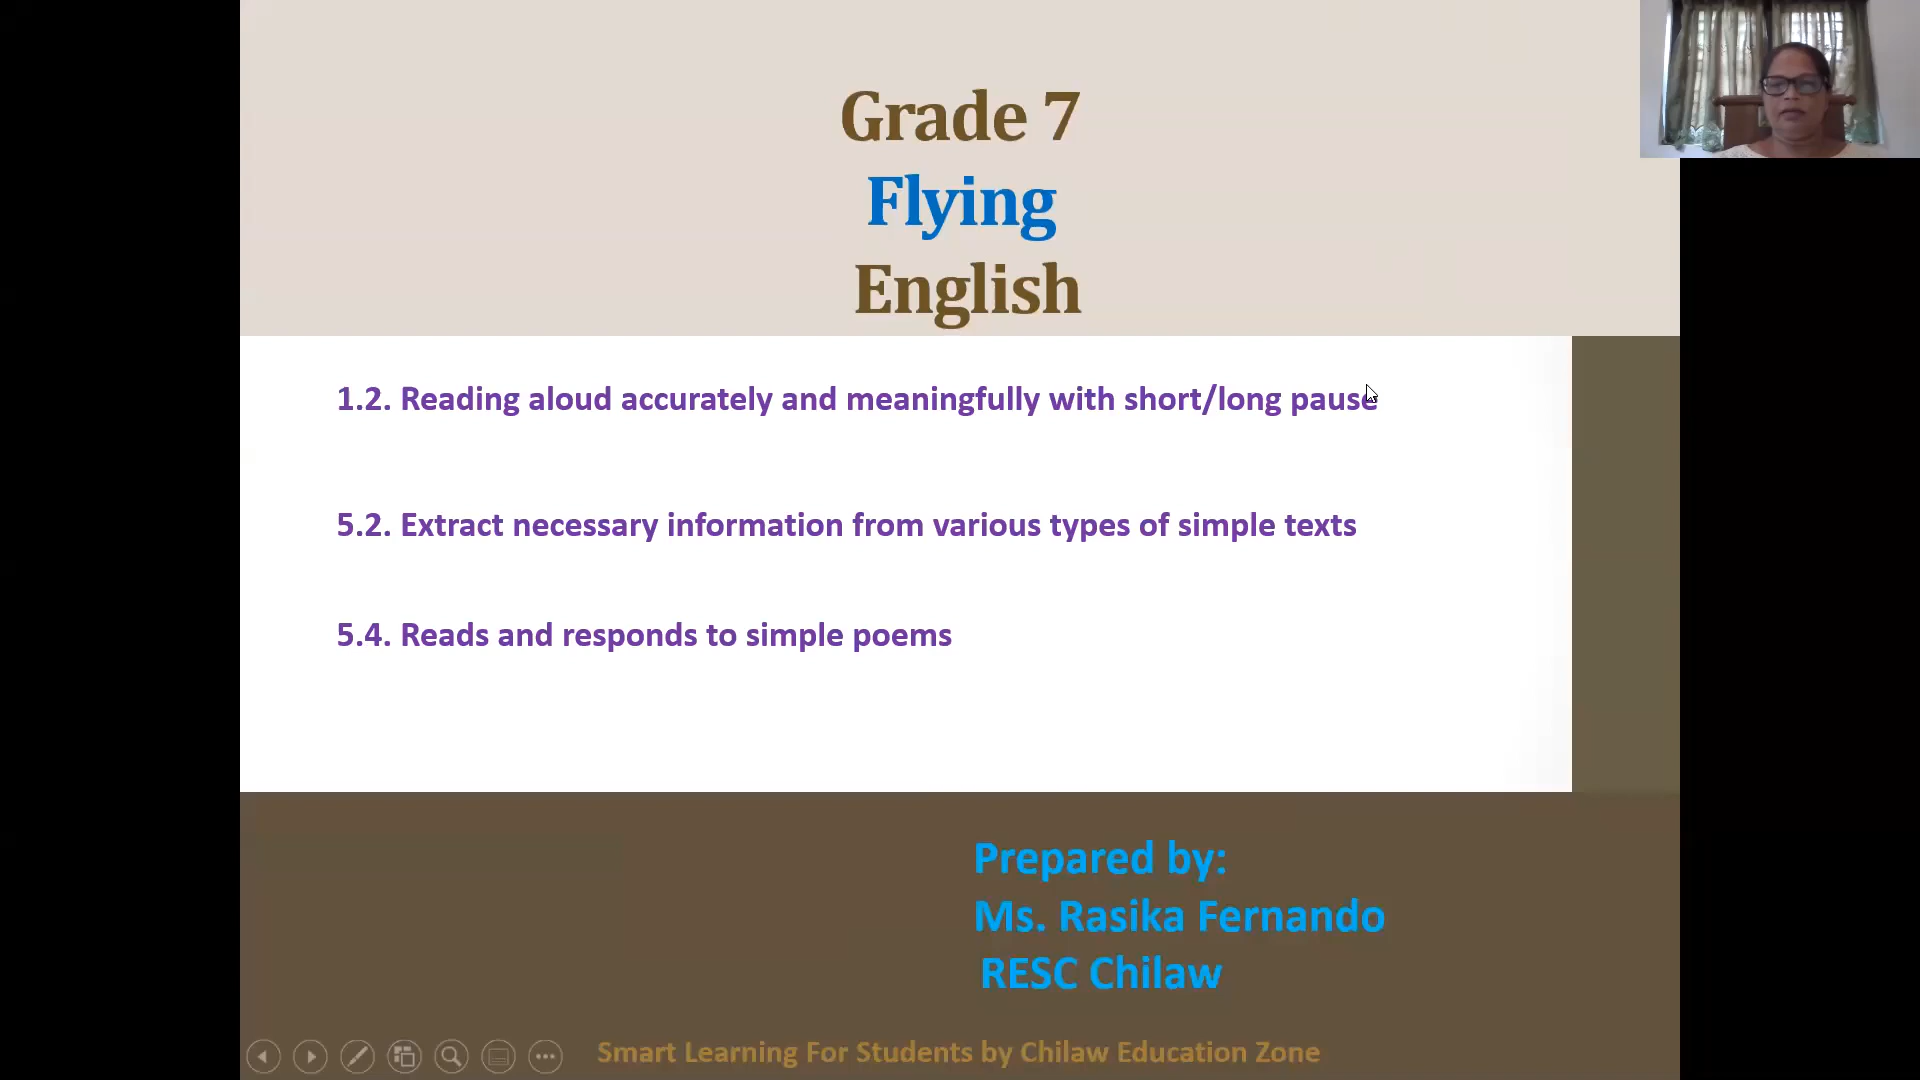 Grade 7
Flying
English
1.2. Reading aloud accurately and meaningfully with short/long pause
5.2. Extract necessary information from various types of simple texts
5.4. Reads and responds to simple poems
Prepared by:
Ms. Rasika Fernando
RESC Chilaw
Smart Learning For Students by Chilaw Education Zone